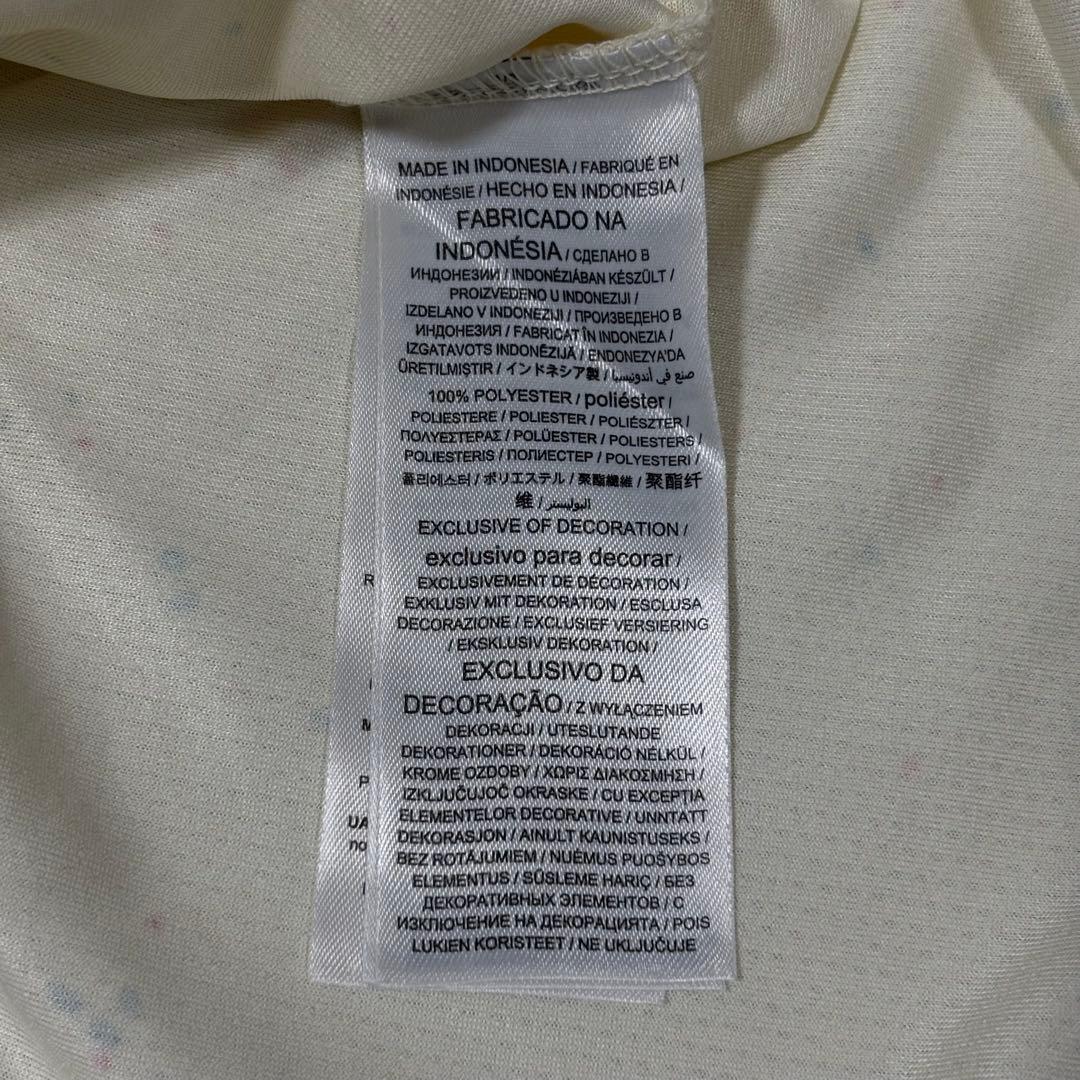 MADE IN INDONESIA / FABRIQUÉ EN
INDONÉSIE / HECHO EN INDONESIA /
FABRICADO NA
INDONÉSIA / СДЕЛАНО В
ИНДОНЕЗИИ / INDONÉZIÁBAN KÉSZÜLT /
PROIZVEDENO U INDONEZIJI /
IZDELANO V INDONEZIJI / ПРОИЗВЕДЕНО В
ИНДОНЕЗИЯ / FABRICAT ÎN INDONEZIA /
IZGATAVOTS INDONĒZIJĀ / ENDONEZYA'DA
ÜRETILMIŞTIR / インドネシア製 / صنع في أندونيسيا
100% POLYESTER / poliéster /
POLIESTERE / POLIESTER / POLIÉSZTER /
ΠΟΛΥΕΣΤΕΡΑΣ / POLÜESTER / POLIESTERS /
POLIESTERIS / ПОЛИЕСТЕР / POLYESTERI /
폴리에스터 / ポリエステル / 聚酯纖維 / 聚酯纤
维 / البوليستر /
EXCLUSIVE OF DECORATION /
exclusivo para decorar /
EXCLUSIVEMENT DE DÉCORATION /
EXKLUSIV MIT DEKORATION / ESCLUSA
DECORAZIONE / EXCLUSIEF VERSIERING
/ EKSKLUSIV DEKORATION /
EXCLUSIVO DA
DECORAÇÃO / Z WYŁĄCZENIEM
DEKORACJI / UTESLUTANDE
DEKORATIONER / DEKORÁCIÓ NÉLKÜL /
KROMĚ OZDOBY / ΧΩΡΙΣ ΔΙΑΚΟΣΜΗΣΗ /
IZKLJUČUJOČ OKRASKE / CU EXCEPȚIA
ELEMENTELOR DECORATIVE / UNNTATT
DEKORASJON / AINULT KAUNISTUSEKS /
BEZ ROTĀJUMIEM / NUĖMUS PUOŠYBOS
ELEMENTUS / SÜSLEME HARIÇ / БЕЗ
ДЕКОРАТИВНЫХ ЭЛЕМЕНТОВ / С
ИЗКЛЮЧЕНИЕ НА ДЕКОРАЦИЯТА / POIS
LUKIEN KORISTEET / NE UKLJUČUJE